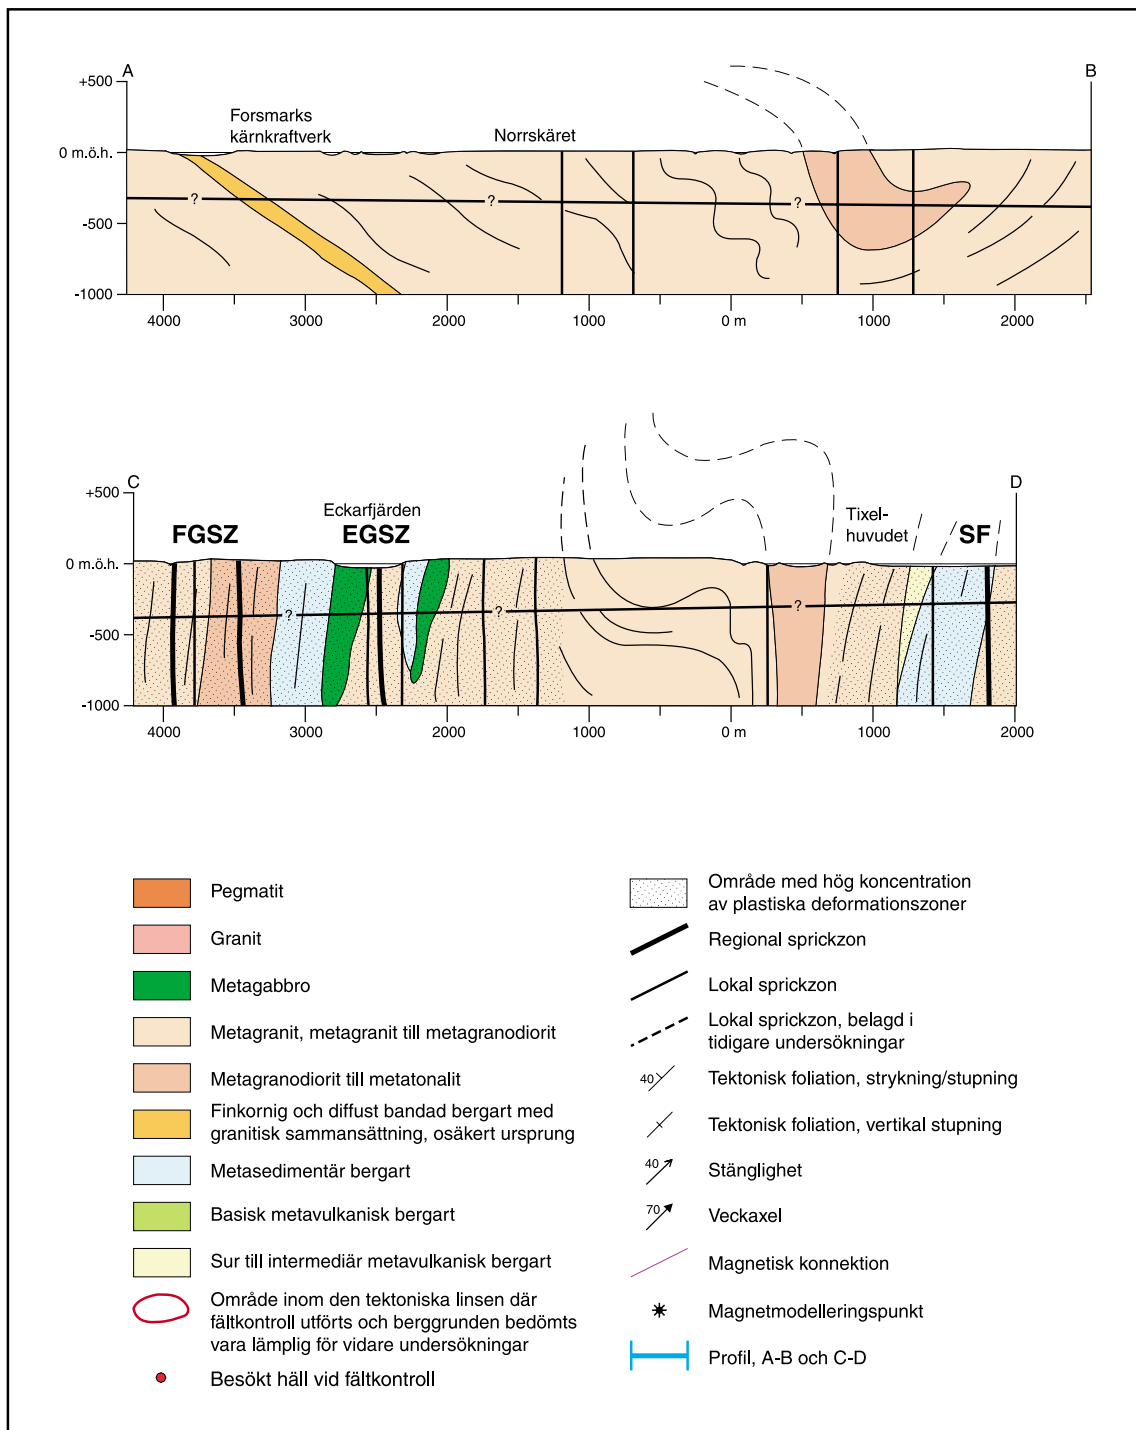 A
B
+500
Forsmarks
kärnkraftverk
Norrskäret
0 m.ö.h.
?
?
?
-500
-1000
4000
3000
2000
1000
0 m
1000
2000
C
D
+500
Eckarfjärden
Tixel-
huvudet
FGSZ
EGSZ
SF
0 m.ö.h.
?
?
?
-500
-1000
4000
3000
2000
1000
0 m
1000
2000
Pegmatit
Granit
Metagabbro
Metagranit, metagranit till metagranodiorit
Metagranodiorit till metatonalit
Finkornig och diffust bandad bergart med
granitisk sammansättning, osäkert ursprung
Metasedimentär bergart
Basisk metavulkanisk bergart
Sur till intermediär metavulkanisk bergart
Område inom den tektoniska linsen där
fältkontroll utförts och berggrunden bedömts
vara lämplig för vidare undersökningar
Besökt häll vid fältkontroll
Område med hög koncentration
av plastiska deformationszoner
Regional sprickzon
Lokal sprickzon
Lokal sprickzon, belagd i
tidigare undersökningar
40
Tektonisk foliation, strykning/stupning
Tektonisk foliation, vertikal stupning
40
Stänglighet
70
Veckaxel
Magnetisk konnektion
Magnetmodelleringspunkt
Profil, A-B och C-D